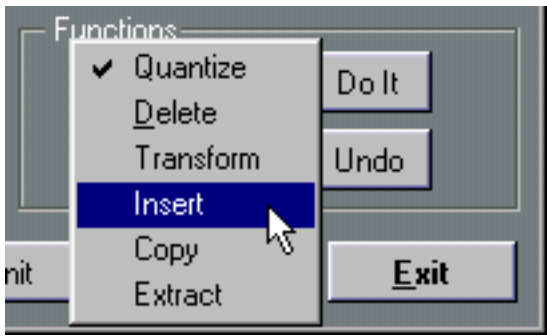 Functions
✔ Quantize
Do It
Delete
Transform
Undo
Insert
Copy
Exit
Extract